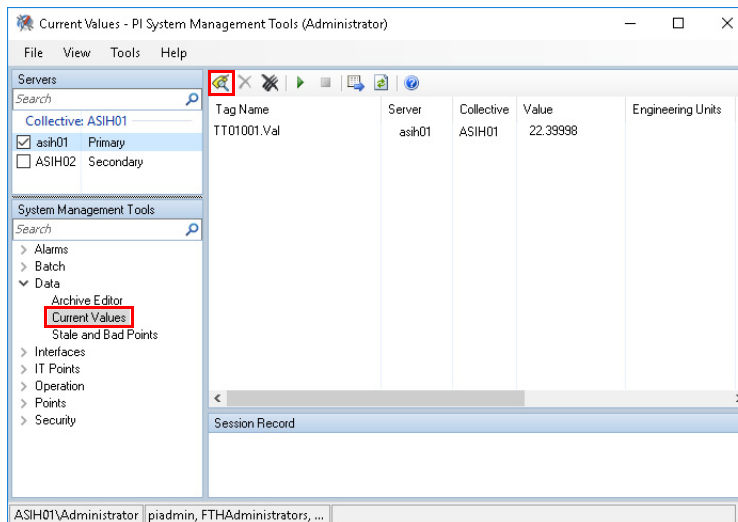 Current Values - PI System Management Tools (Administrator)
File View Tools Help
Servers
Search
Collective: ASIH01
asih01 Primary
ASIH02 Secondary
System Management Tools
Search
Alarms
Batch
Data
Archive Editor
Current Values
Stale and Bad Points
Interfaces
IT Points
Operation
Points
Security
Tag Name Server Collective Value Engineering Units
TT01001.Val asih01 ASIH01 22.39998
Session Record
ASIH01\Administrator piadmin, FTHAdministrators, ...